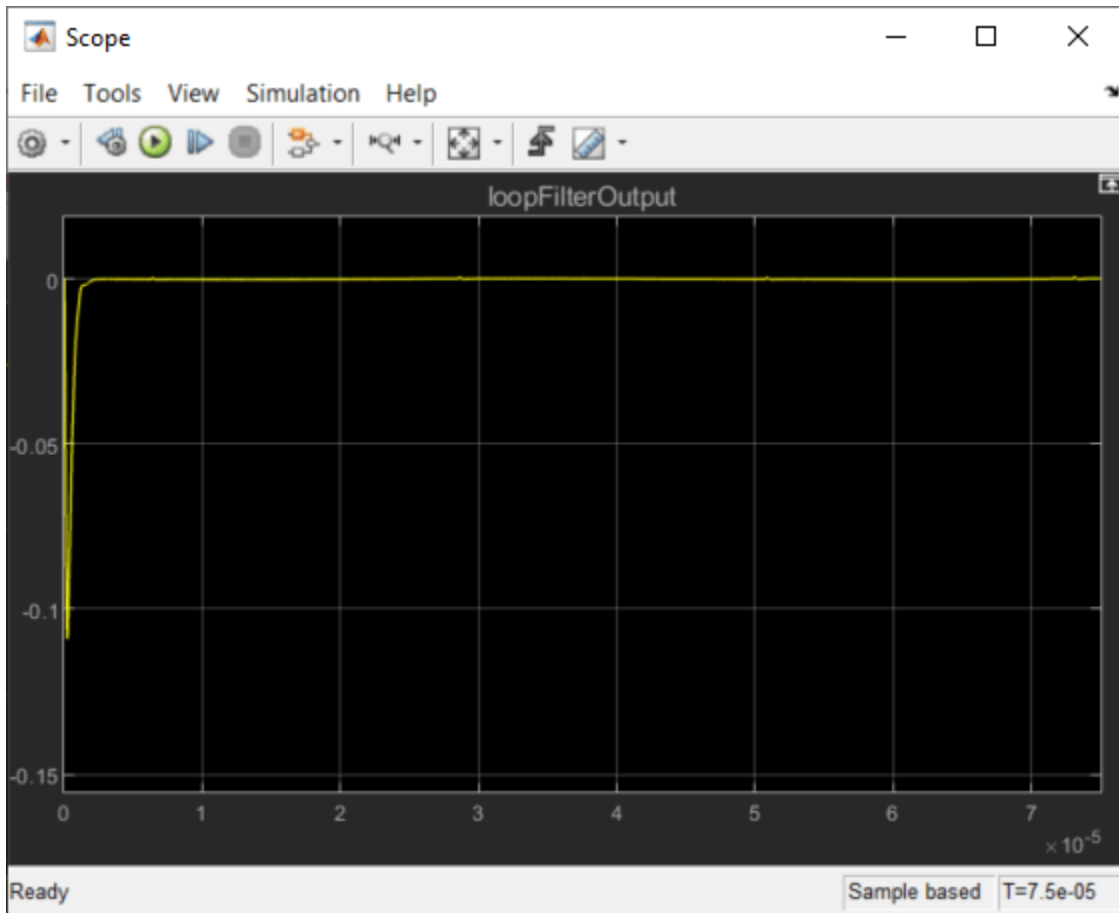 Scope
File Tools View Simulation Help
loopFilterOutput
0
-0.05
-0.1
-0.15
0 1 2 3 4 5 6 7
×10-5
Ready Sample based T=7.5e-05